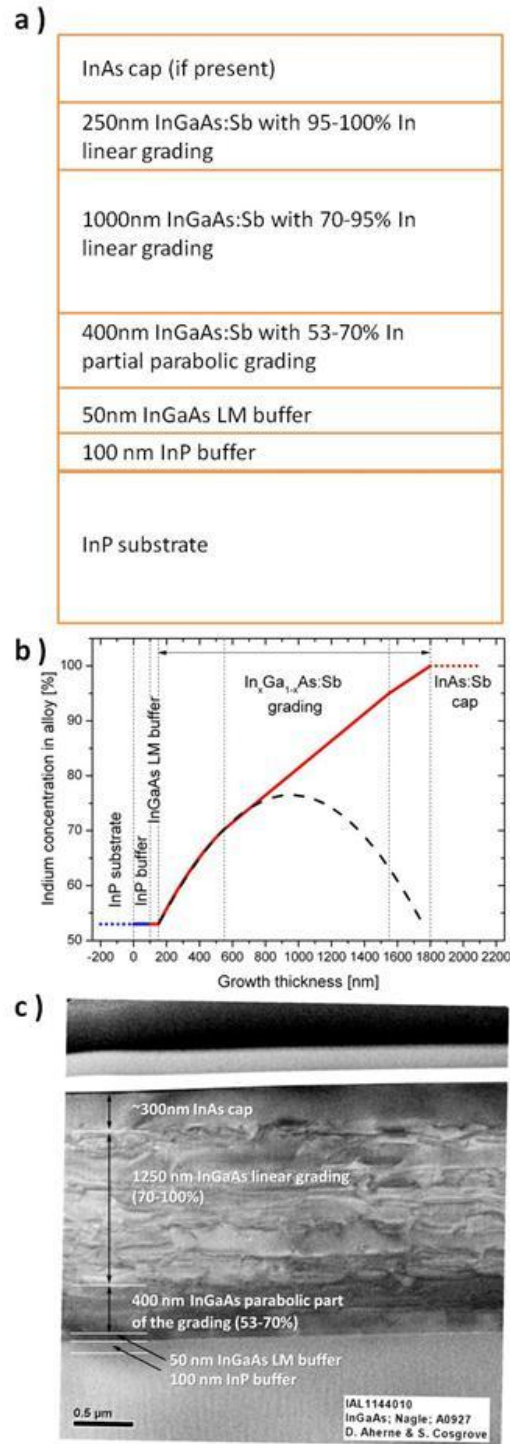 a )
InAs cap (if present)
250nm InGaAs:Sb with 95-100% In
linear grading
1000nm InGaAs:Sb with 70-95% In
linear grading
400nm InGaAs:Sb with 53-70% In
partial parabolic grading
50nm InGaAs LM buffer
100 nm InP buffer
InP substrate
b )
Indium concentration in alloy [%]
100
90
80
70
60
50
InP substrate
InP buffer
InGaAs LM buffer
InₓGa₁₋ₓAs:Sb
grading
InAs:Sb
cap
-200 0 200 400 600 800 1000 1200 1400 1600 1800 2000 2200
Growth thickness [nm]
c )
~300nm InAs cap
1250 nm InGaAs linear grading
(70-100%)
400 nm InGaAs parabolic part
of the grading (53-70%)
50 nm InGaAs LM buffer
100 nm InP buffer
0.5 µm
IAL1144010
InGaAs; Nagle; A0927
D. Aherne & S. Cosgrove